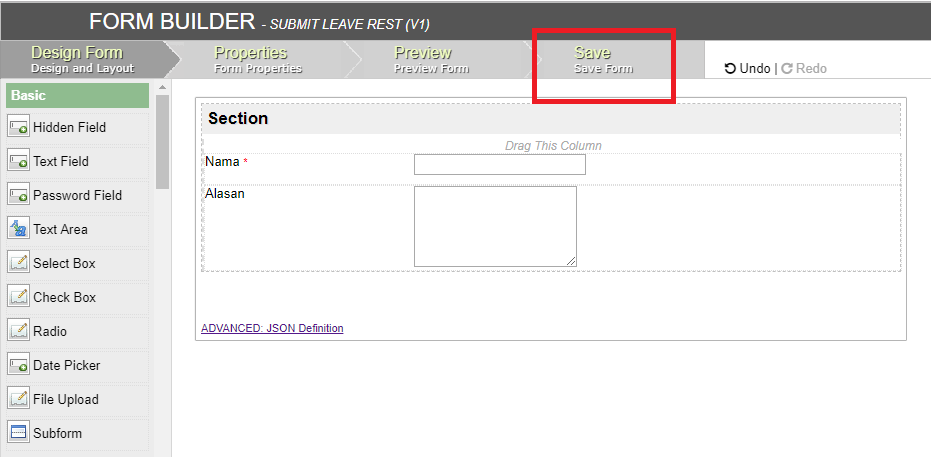 FORM BUILDER - SUBMIT LEAVE REST (V1)
Design Form
Design and Layout
Properties
Form Properties
Preview
Preview Form
Save
Save Form
Undo | Redo
Basic
Hidden Field
Text Field
Password Field
Text Area
Select Box
Check Box
Radio
Date Picker
File Upload
Subform
Section
Drag This Column
Nama *
Alasan
ADVANCED: JSON Definition